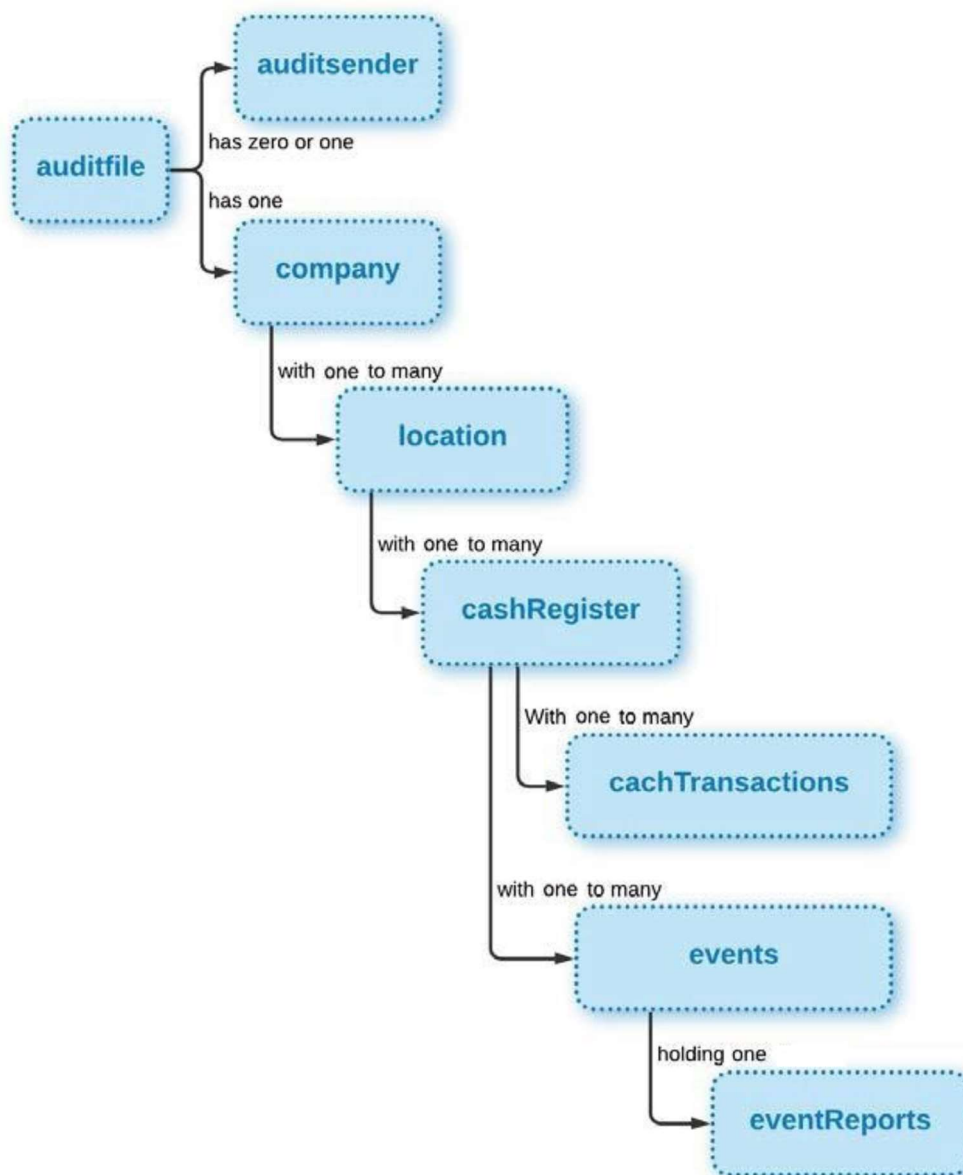 auditsender
has zero or one
auditfile
has one
company
with one to many
location
with one to many
cashRegister
With one to many
cachTransactions
with one to many
events
holding one
eventReports